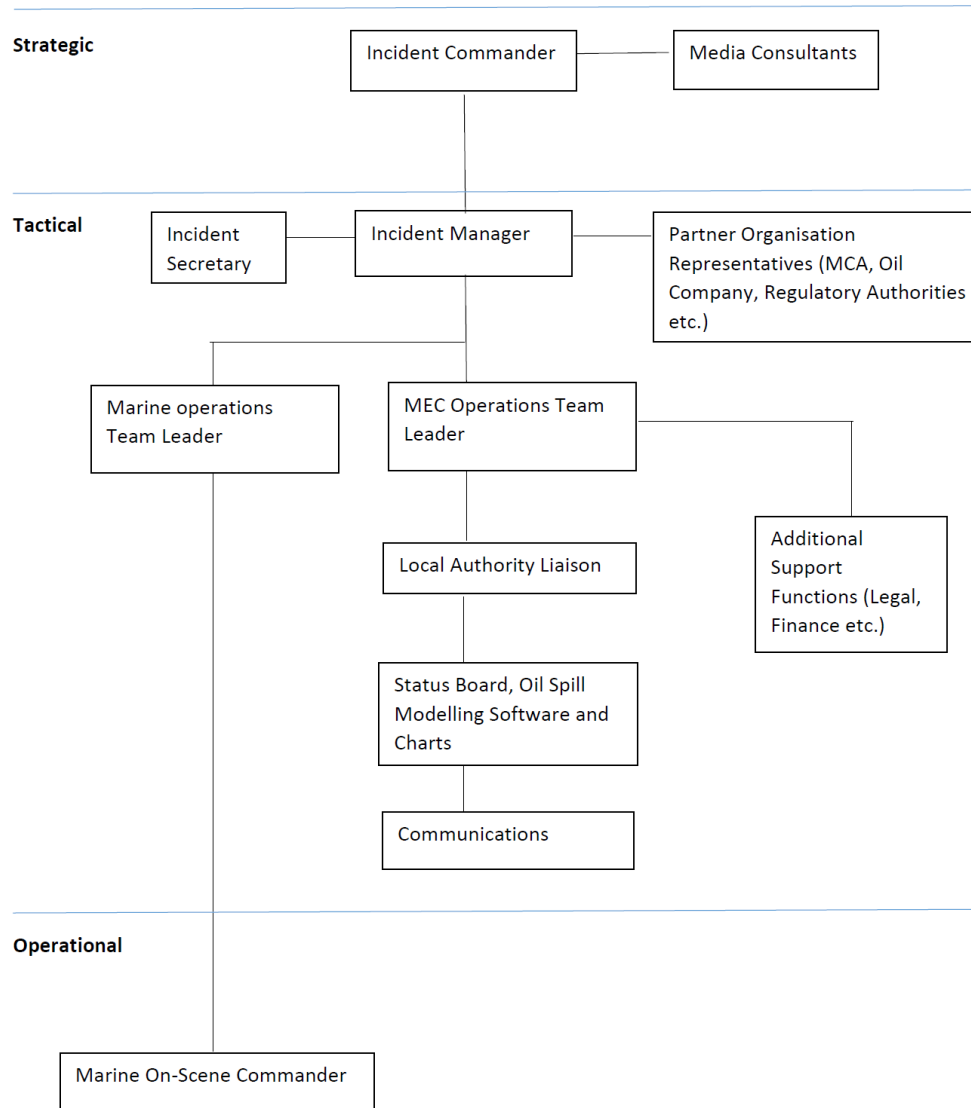 Strategic
Incident Commander
Media Consultants
Tactical
Incident
Secretary
Incident Manager
Partner Organisation
Representatives (MCA, Oil
Company, Regulatory Authorities
etc.)
Marine operations
Team Leader
MEC Operations Team
Leader
Additional
Support
Functions (Legal,
Finance etc.)
Local Authority Liaison
Status Board, Oil Spill
Modelling Software and
Charts
Communications
Operational
Marine On-Scene Commander